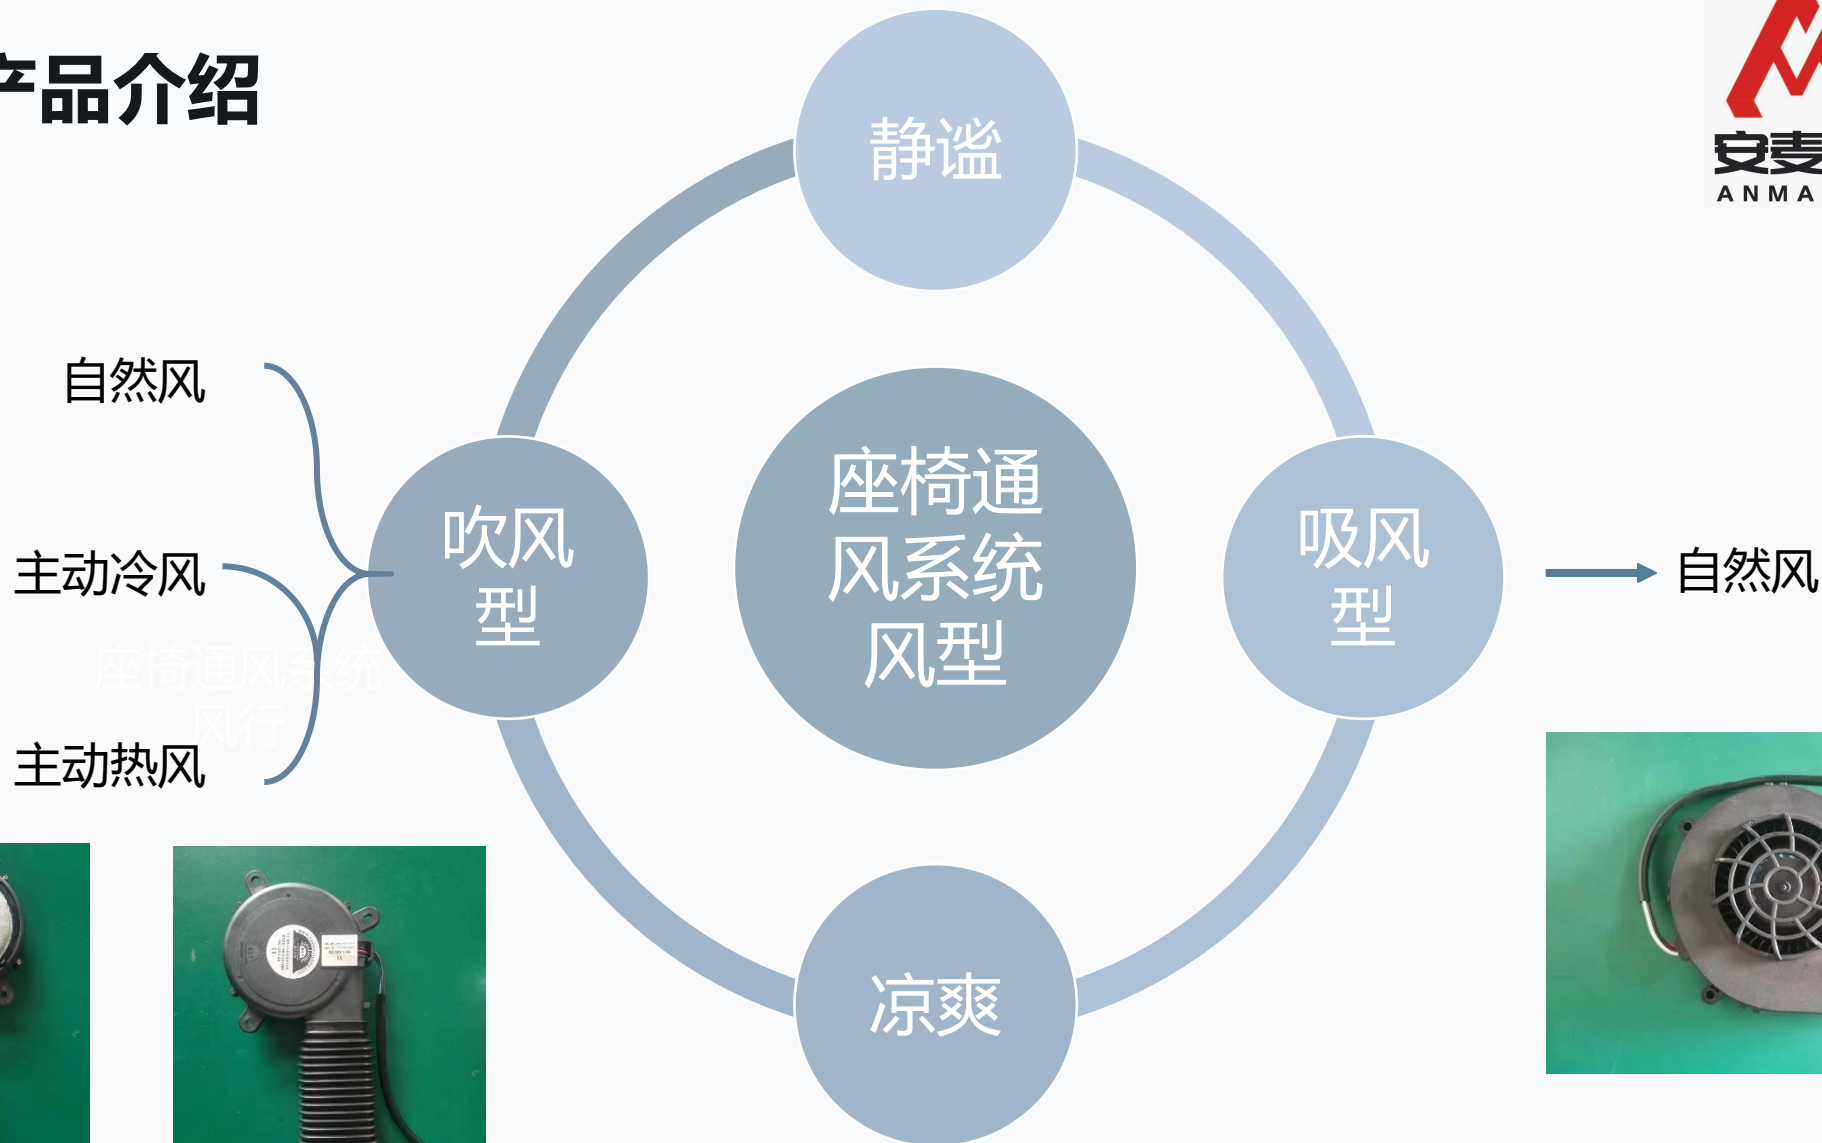 产品介绍
安麦
ANMA
静谧
自然风
主动冷风
主动热风
座椅通风系统
风行
吹风
型
座椅通
风系统
风型
吸风
型
自然风
凉爽